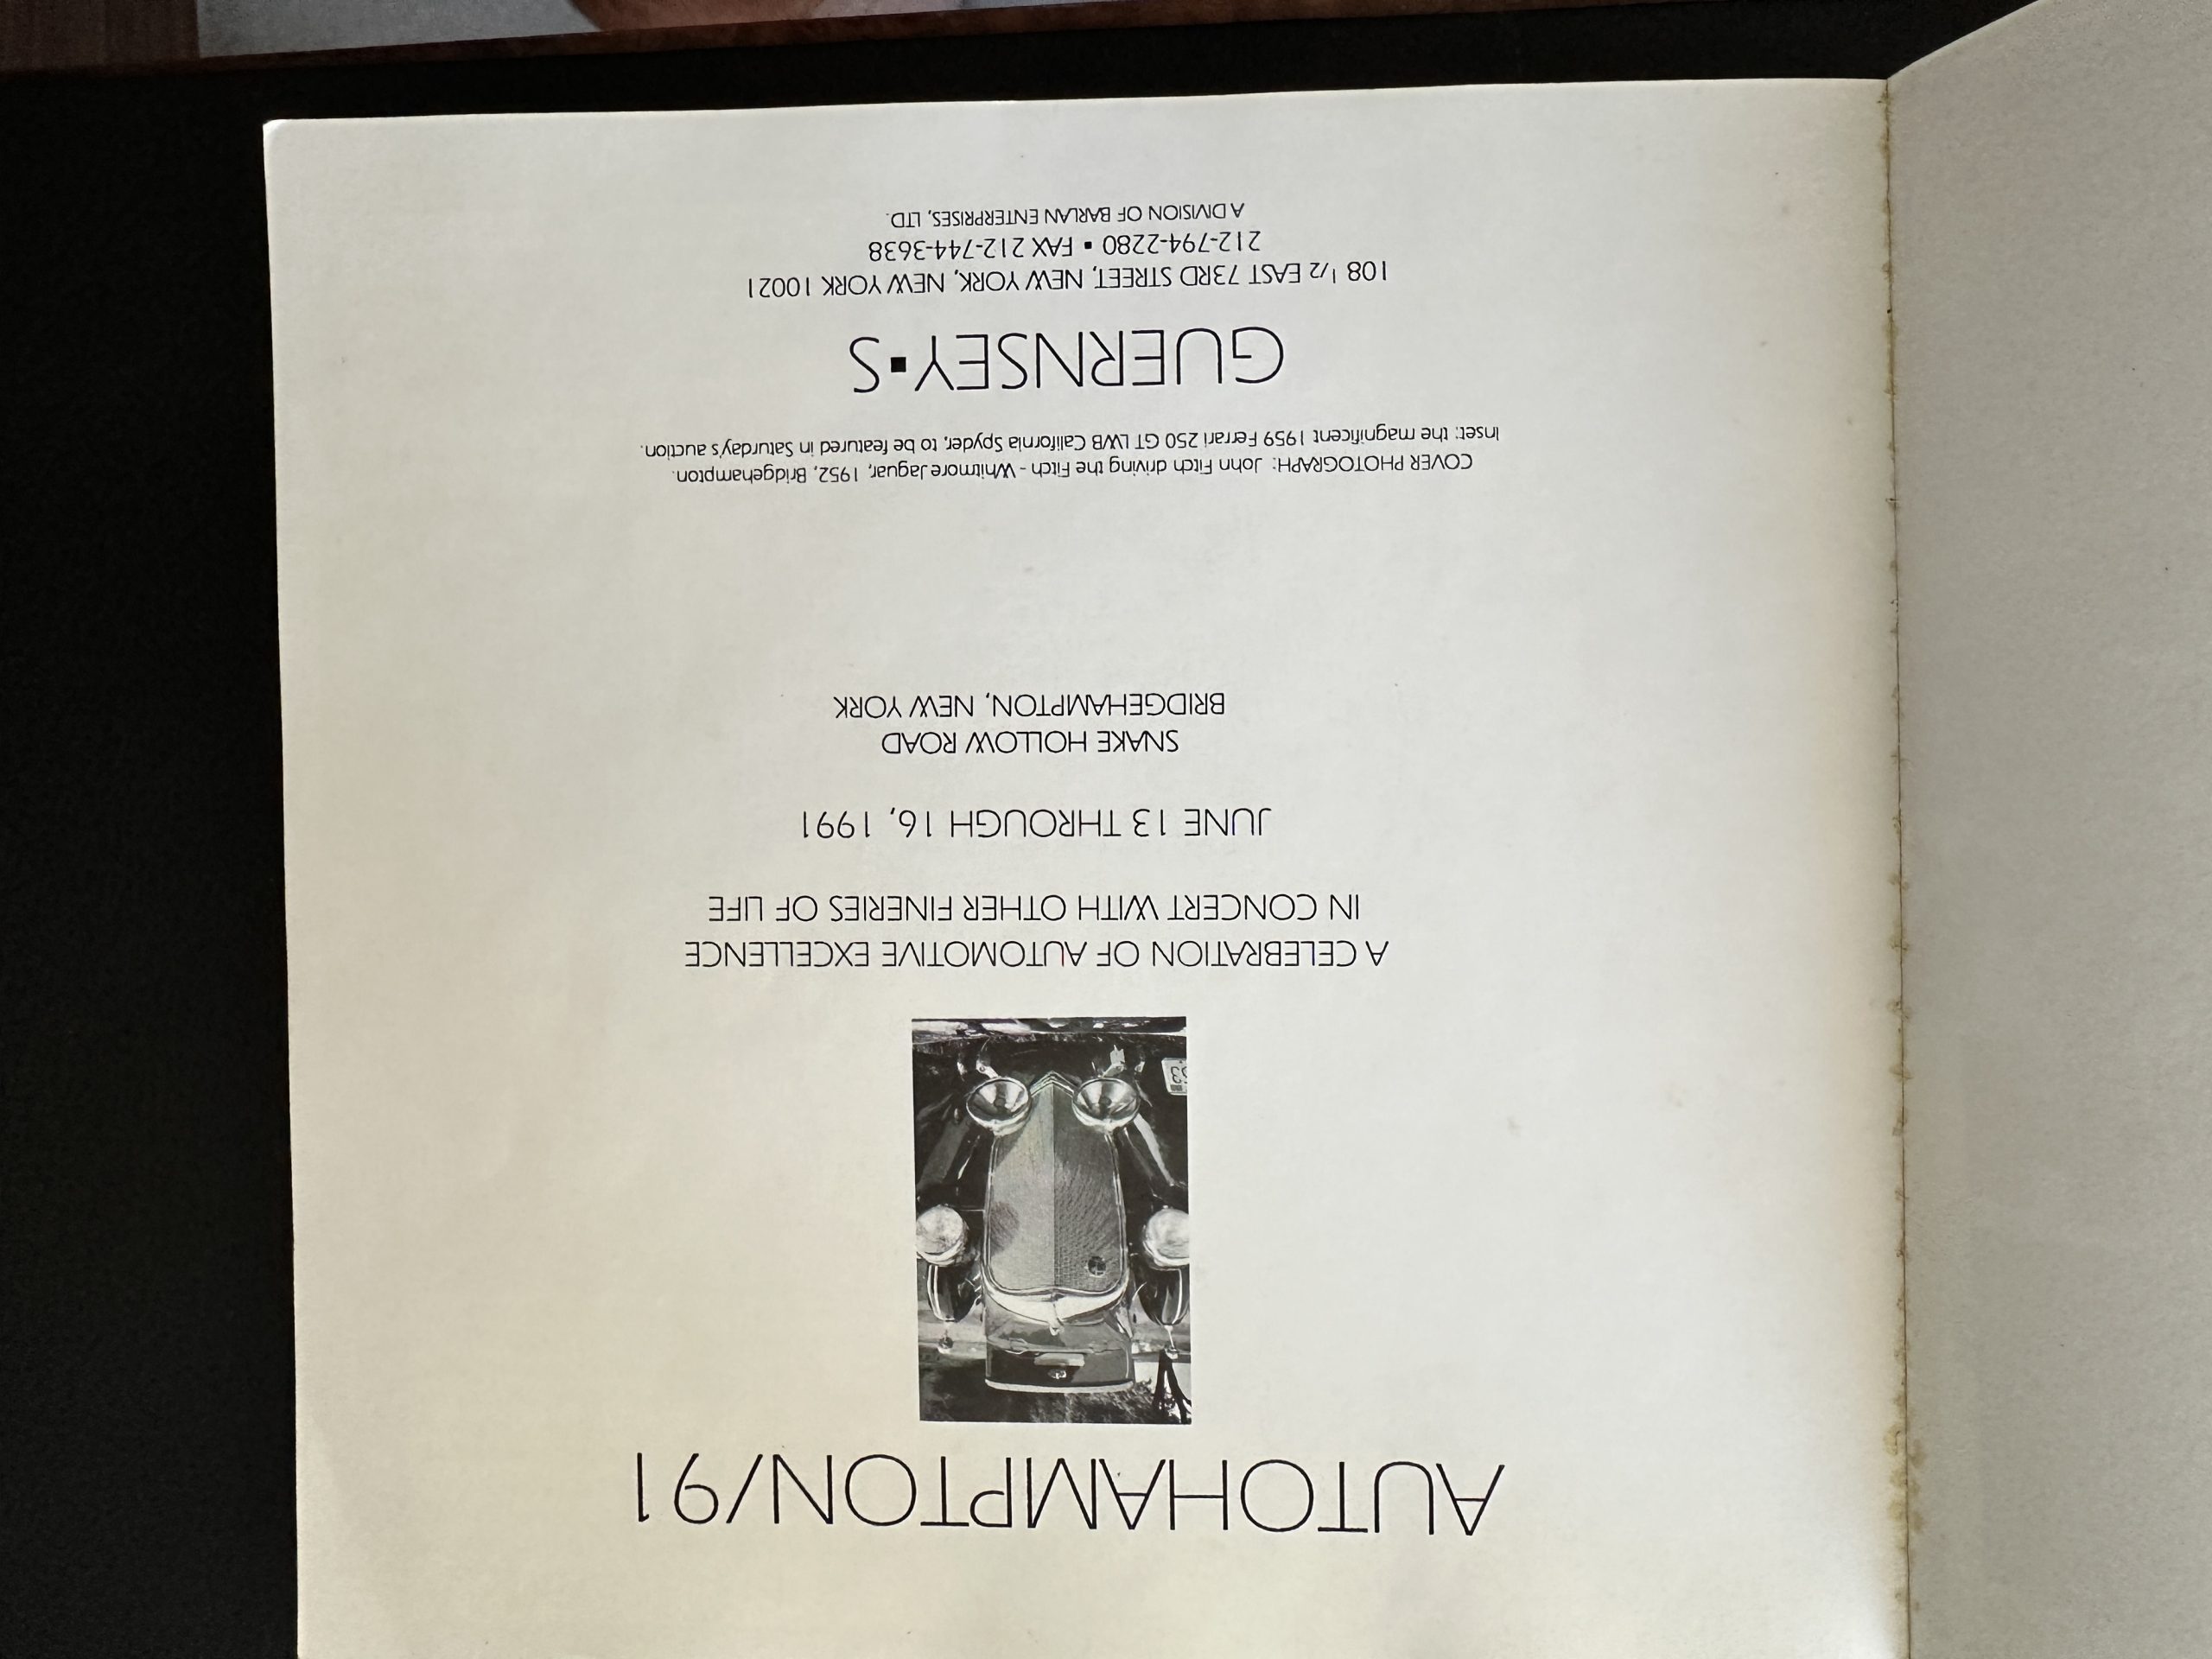 AUTOHAMPTON/91
A CELEBRATION OF AUTOMOTIVE EXCELLENCE
IN CONCERT WITH OTHER FINERIES OF LIFE
JUNE 13 THROUGH 16, 1991
SNAKE HOLLOW ROAD
BRIDGEHAMPTON, NEW YORK
COVER PHOTOGRAPH: John Fitch driving the Fitch - Whitmore Jaguar, 1952, Bridgehampton.
Inset: the magnificent 1959 Ferrari 250 GT LWB California Spyder, to be featured in Saturday's auction.
GUERNSEY▪S
108 1/2 EAST 73RD STREET, NEW YORK, NEW YORK 10021
212-794-2280 ▪ FAX 212-744-3638
A DIVISION OF BARLAN ENTERPRISES, LTD.